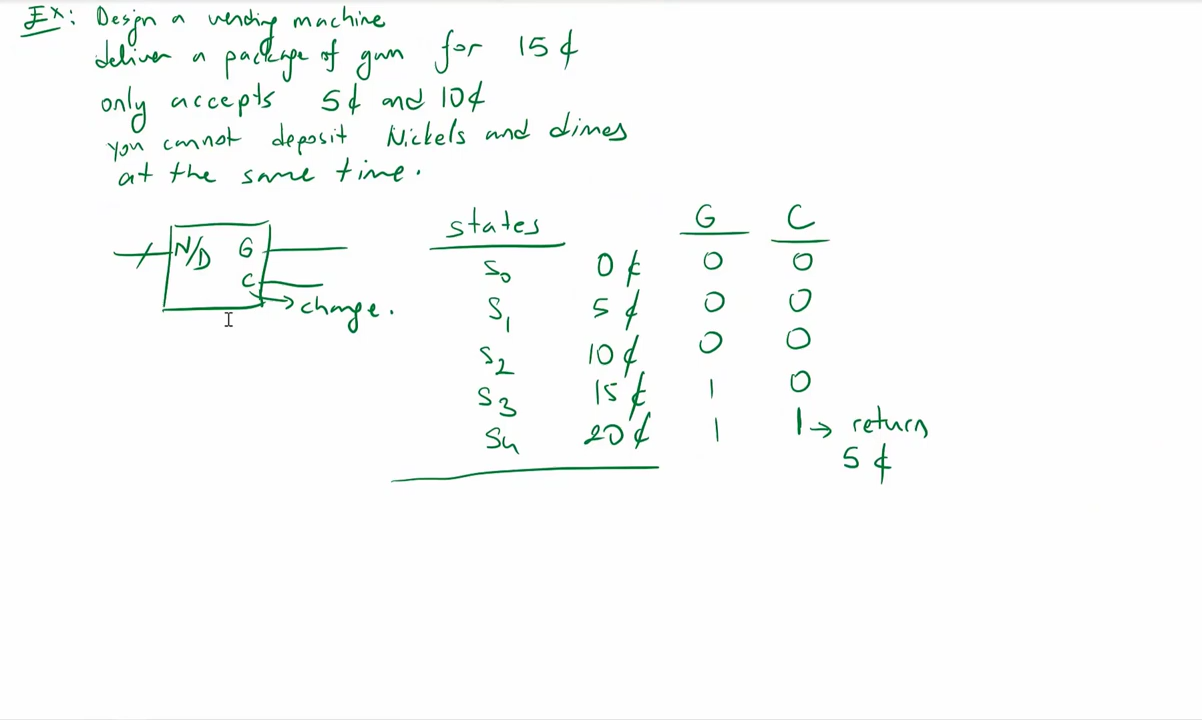 Ex: Design a vending machine
deliver a package of gum for 15 ¢
only accepts 5¢ and 10¢
you cannot deposit Nickels and dimes
at the same time.
N/D G
C
→ change.
states G C
S0 0 ¢ 0 0
S1 5 ¢ 0 0
S2 10 ¢ 0 0
S3 15 ¢ 1 0
S4 20 ¢ 1 1 → return
5 ¢